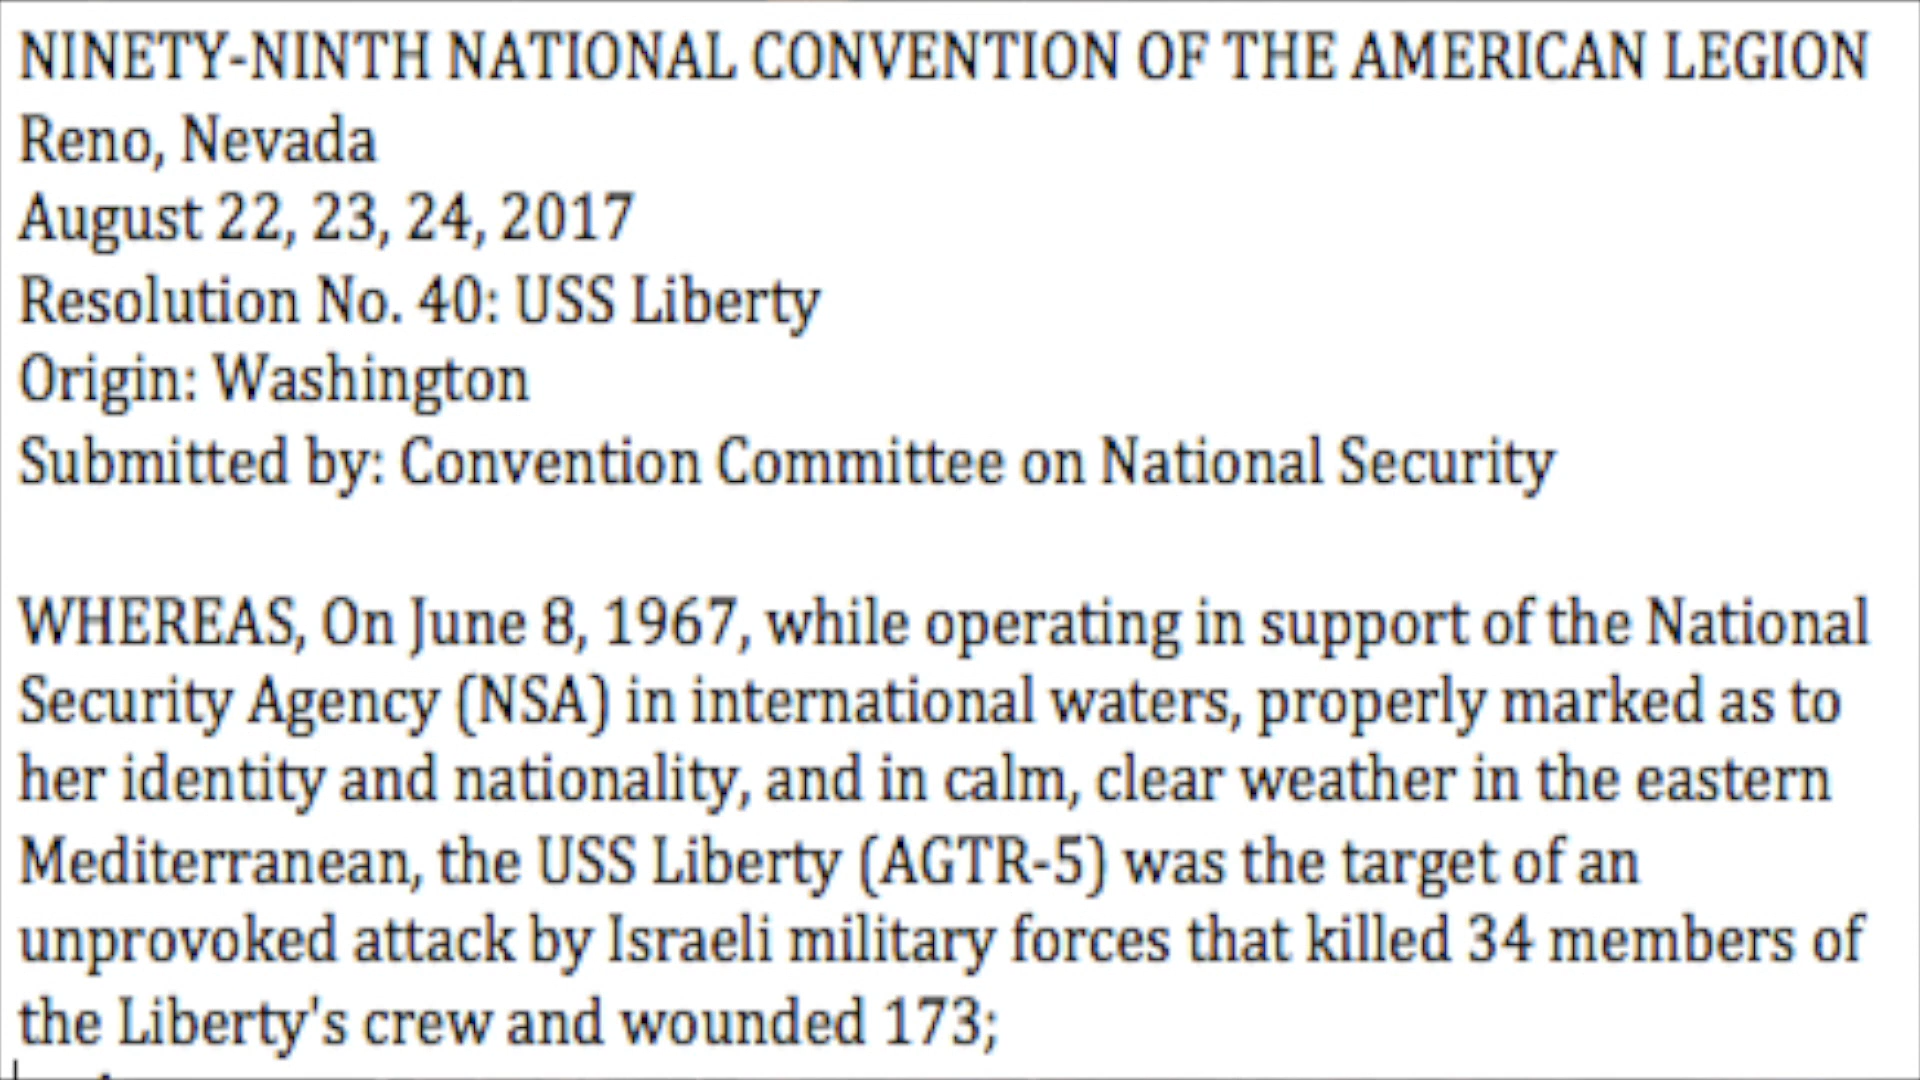 NINETY-NINTH NATIONAL CONVENTION OF THE AMERICAN LEGION
Reno, Nevada
August 22, 23, 24, 2017
Resolution No. 40: USS Liberty
Origin: Washington
Submitted by: Convention Committee on National Security
WHEREAS, On June 8, 1967, while operating in support of the National
Security Agency (NSA) in international waters, properly marked as to
her identity and nationality, and in calm, clear weather in the eastern
Mediterranean, the USS Liberty (AGTR-5) was the target of an
unprovoked attack by Israeli military forces that killed 34 members of
the Liberty's crew and wounded 173;